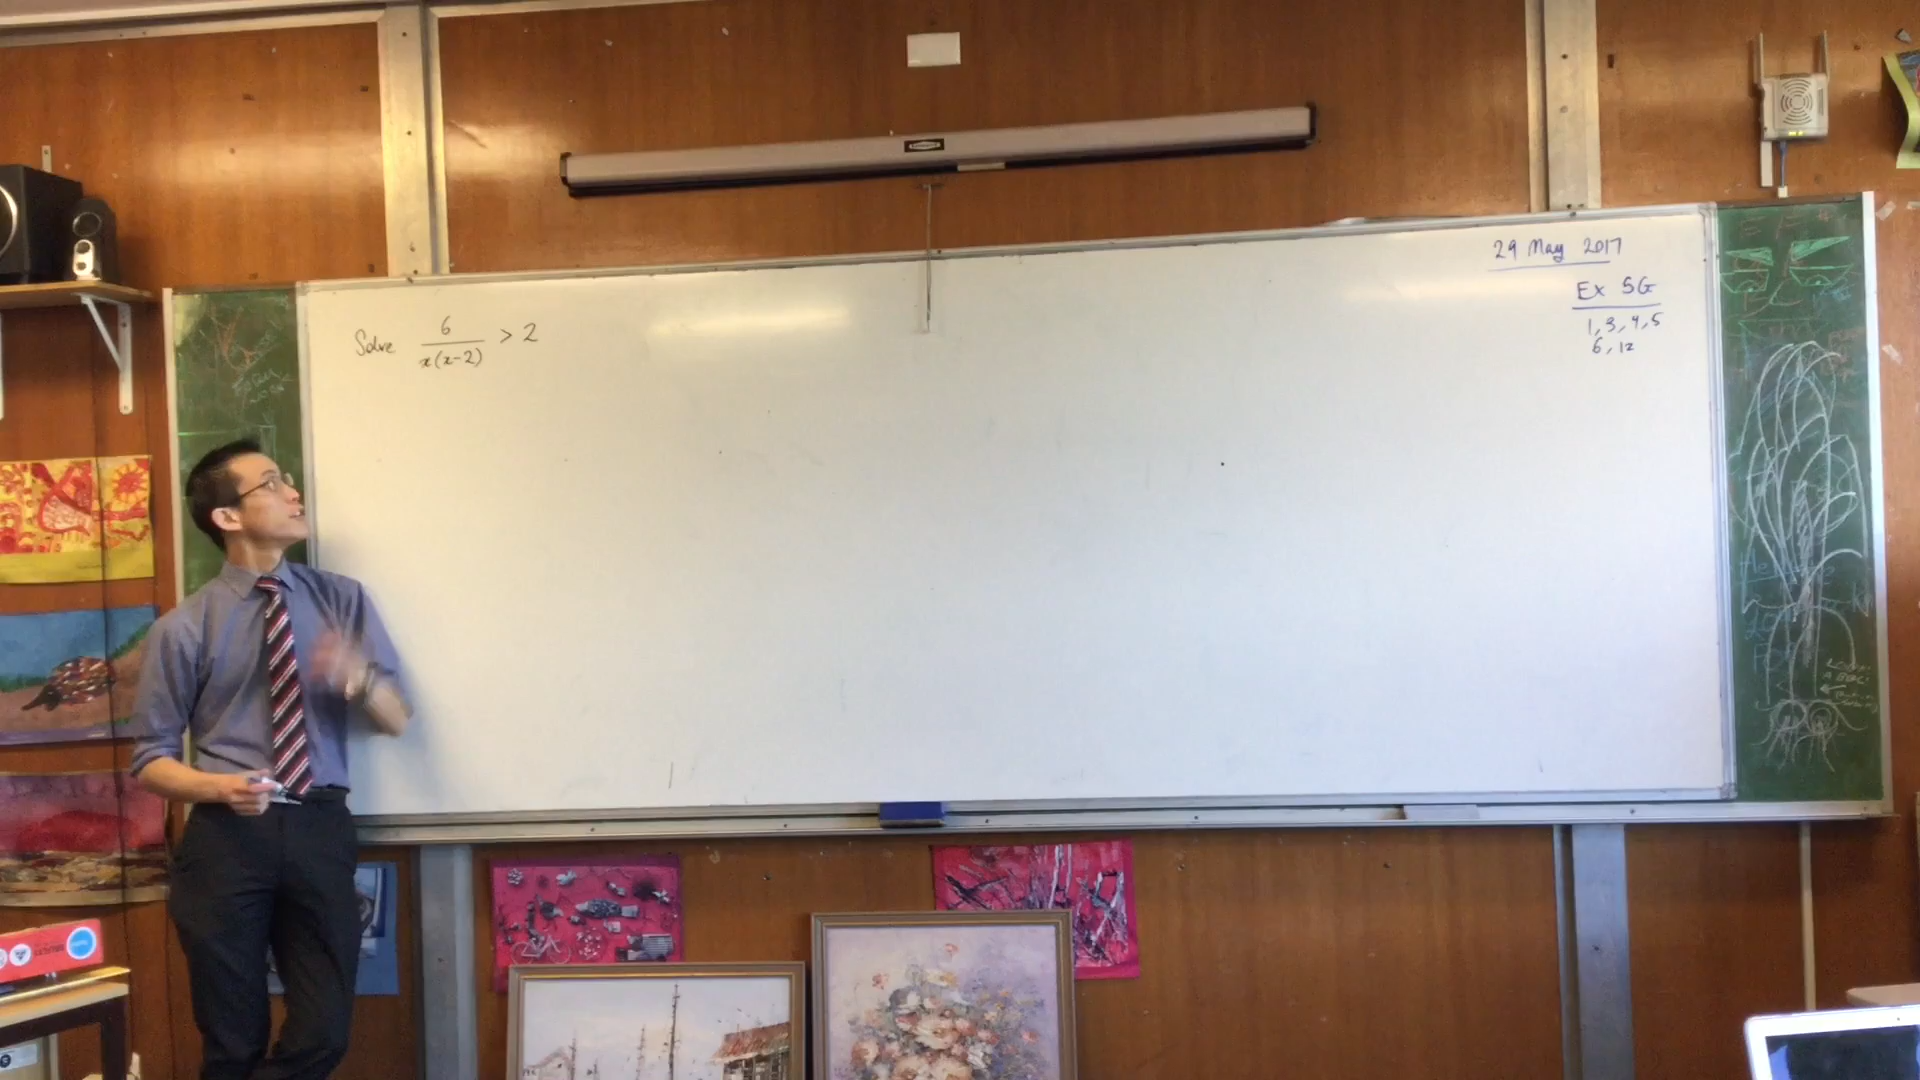 Solve 6/x(x-2) > 2
29 May 2017
Ex 5G
1, 3, 4, 5
6, 12